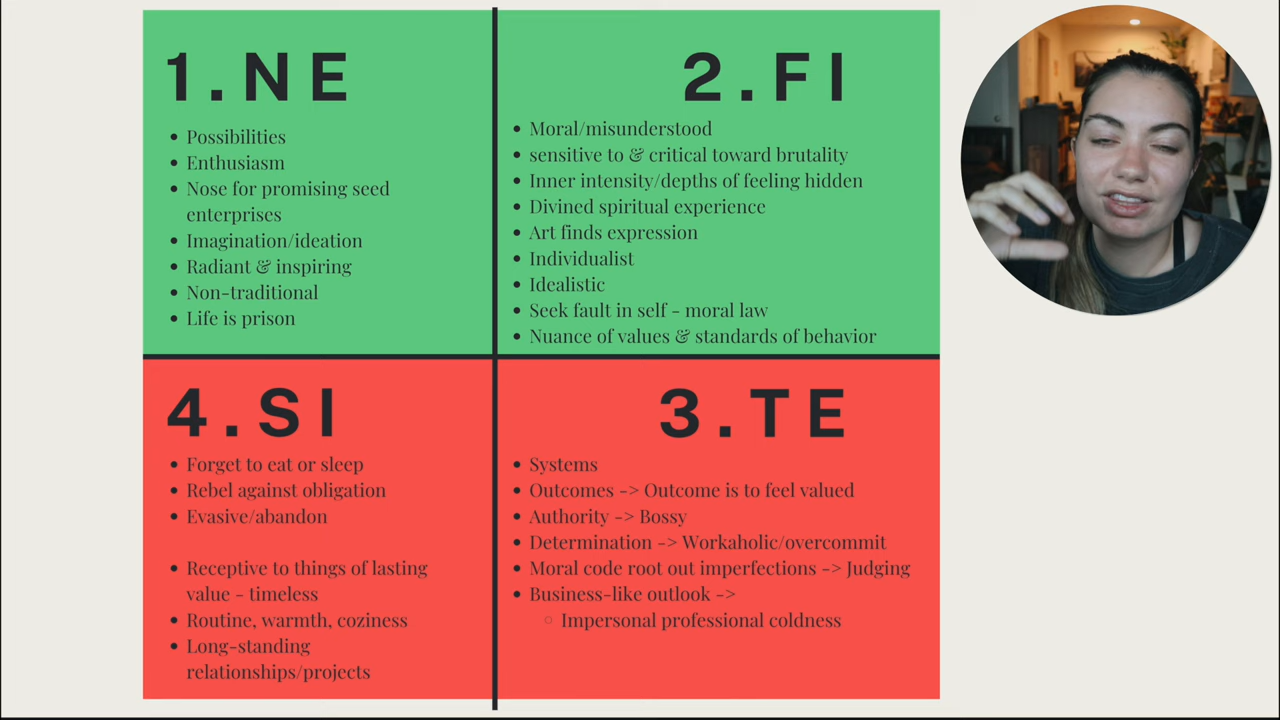 1.NE
Possibilities
Enthusiasm
Nose for promising seed
enterprises
Imagination/ideation
Radiant & inspiring
Non-traditional
Life is prison
2.FI
Moral/misunderstood
sensitive to & critical toward brutality
Inner intensity/depths of feeling hidden
Divined spiritual experience
Art finds expression
Individualist
Idealistic
Seek fault in self - moral law
Nuance of values & standards of behavior
4.SI
Forget to eat or sleep
Rebel against obligation
Evasive/abandon
Receptive to things of lasting
value - timeless
Routine, warmth, coziness
Long-standing
relationships/projects
3.TE
Systems
Outcomes -> Outcome is to feel valued
Authority -> Bossy
Determination -> Workaholic/overcommit
Moral code root out imperfections -> Judging
Business-like outlook ->
Impersonal professional coldness